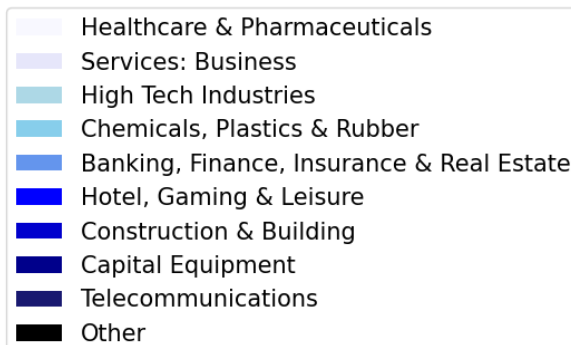 Healthcare & Pharmaceuticals
Services: Business
High Tech Industries
Chemicals, Plastics & Rubber
Banking, Finance, Insurance & Real Estate
Hotel, Gaming & Leisure
Construction & Building
Capital Equipment
Telecommunications
Other